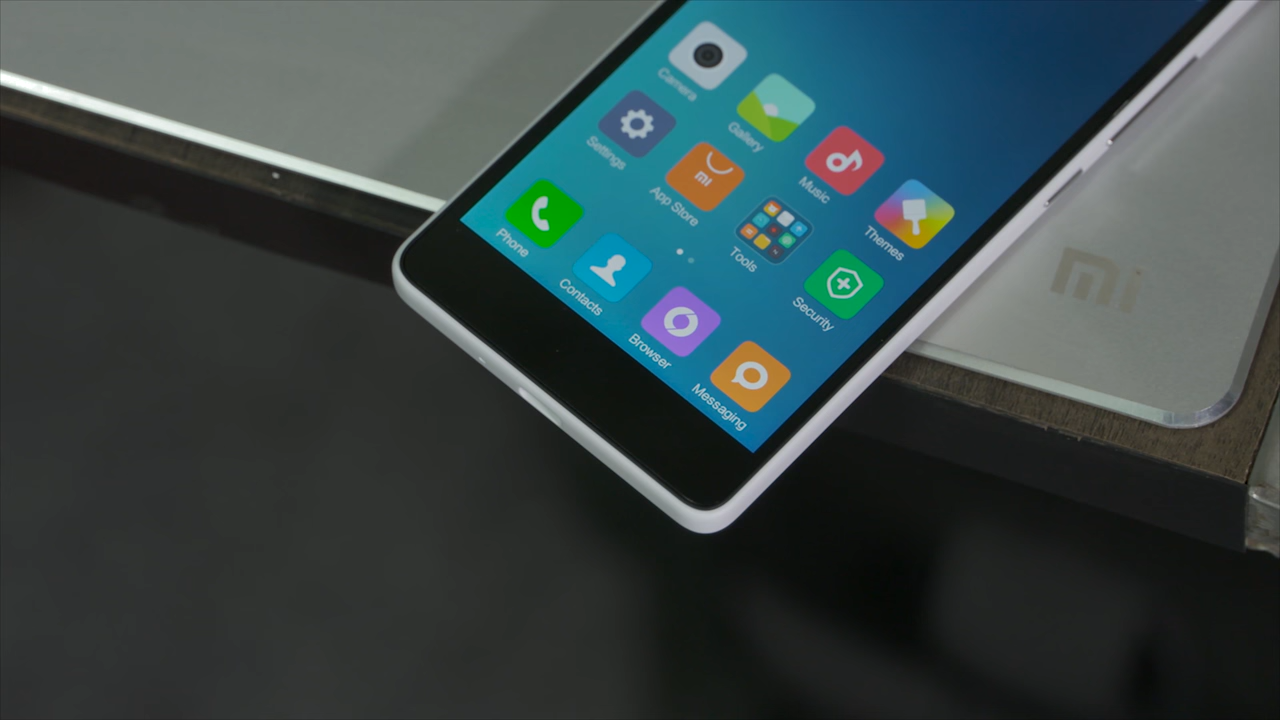 Camera
Gallery
Music
Themes
Settings
mi
App Store
Tools
Security
Phone
Contacts
Browser
Messaging
mi